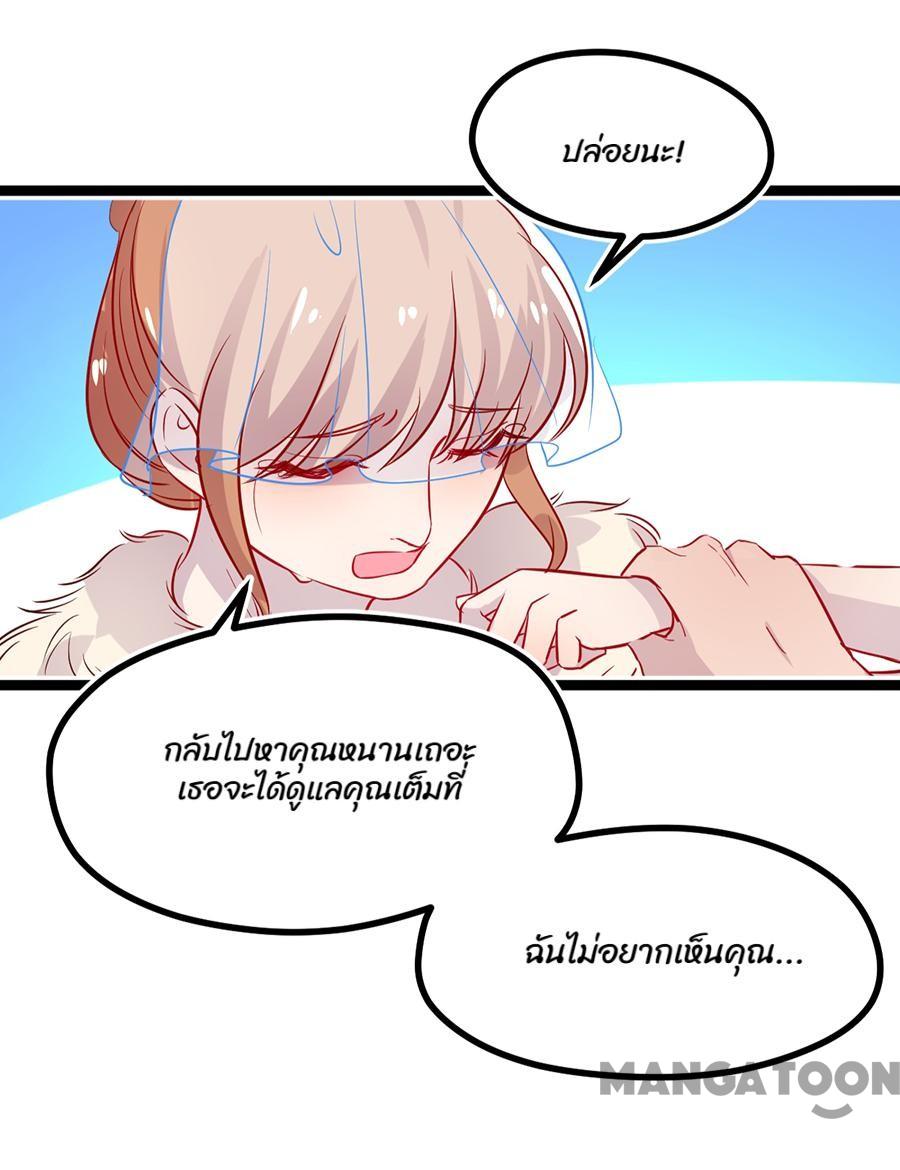 ปล่อยนะ!
กลับไปหาคุณหนานเถอะ
เธอจะได้ดูแลคุณเต็มที่
ฉันไม่อยากเห็นคุณ...
MANGATOON